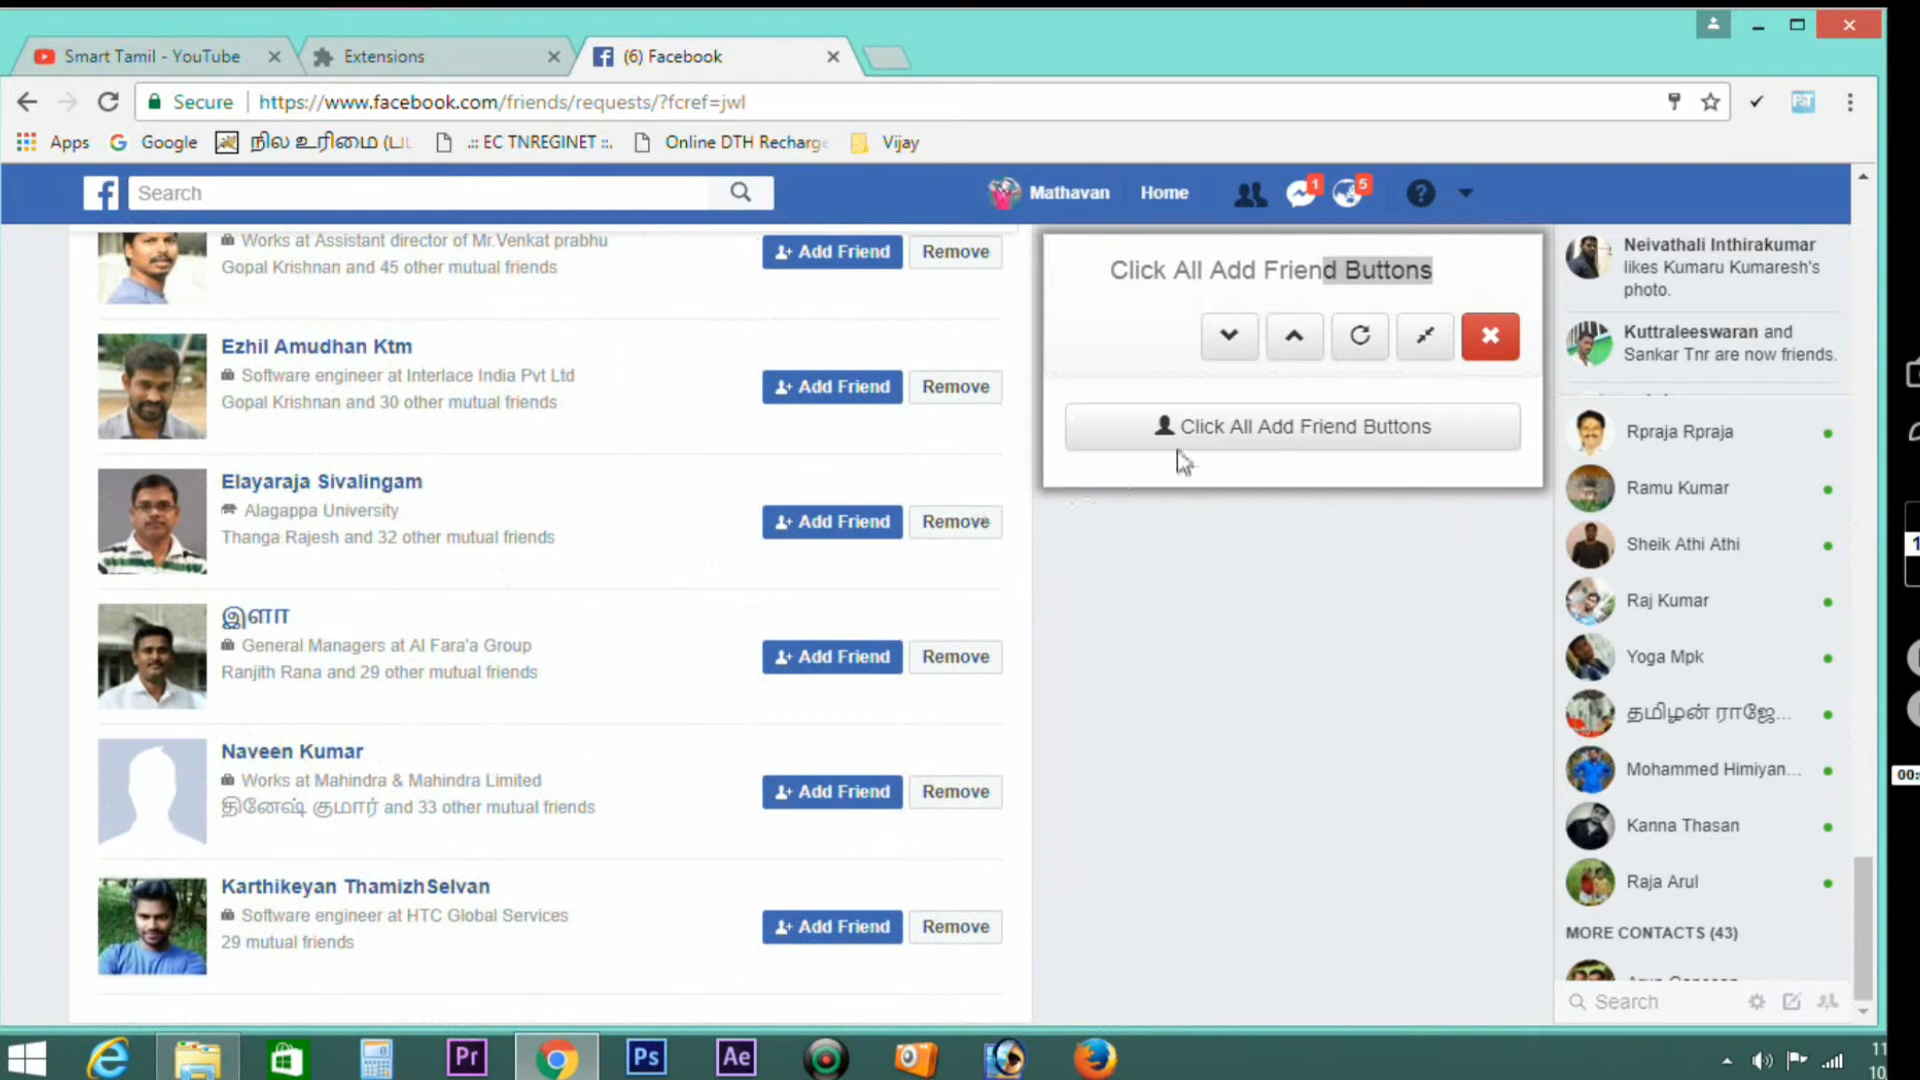 Smart Tamil - YouTube
Extensions
(6) Facebook
Secure
https://www.facebook.com/friends/requests/?fcref=jwl
Apps
Google
நில உரிமை
.:: EC TNREGINET ::.
Online DTH Recharge
Vijay
Search
Mathavan
Home
1
5
Works at Assistant director of Mr.Venkat prabhu
Gopal Krishnan and 45 other mutual friends
Add Friend
Remove
Ezhil Amudhan Ktm
Software engineer at Interlace India Pvt Ltd
Gopal Krishnan and 30 other mutual friends
Add Friend
Remove
Elayaraja Sivalingam
Alagappa University
Thanga Rajesh and 32 other mutual friends
Add Friend
Remove
இளா
General Managers at Al Fara'a Group
Ranjith Rana and 29 other mutual friends
Add Friend
Remove
Naveen Kumar
Works at Mahindra & Mahindra Limited
தினேஷ் குமார் and 33 other mutual friends
Add Friend
Remove
Karthikeyan ThamizhSelvan
Software engineer at HTC Global Services
29 mutual friends
Add Friend
Remove
Click All Add Friend Buttons
Click All Add Friend Buttons
Neivathali Inthirakumar
likes Kumaru Kumaresh's
photo.
Kuttraleeswaran and
Sankar Tnr are now friends.
Rpraja Rpraja
Ramu Kumar
Sheik Athi Athi
Raj Kumar
Yoga Mpk
தமிழன் ராஜே...
Mohammed Himiyan...
Kanna Thasan
Raja Arul
MORE CONTACTS (43)
Search
Pr
Ps
Ae
11
10
00: